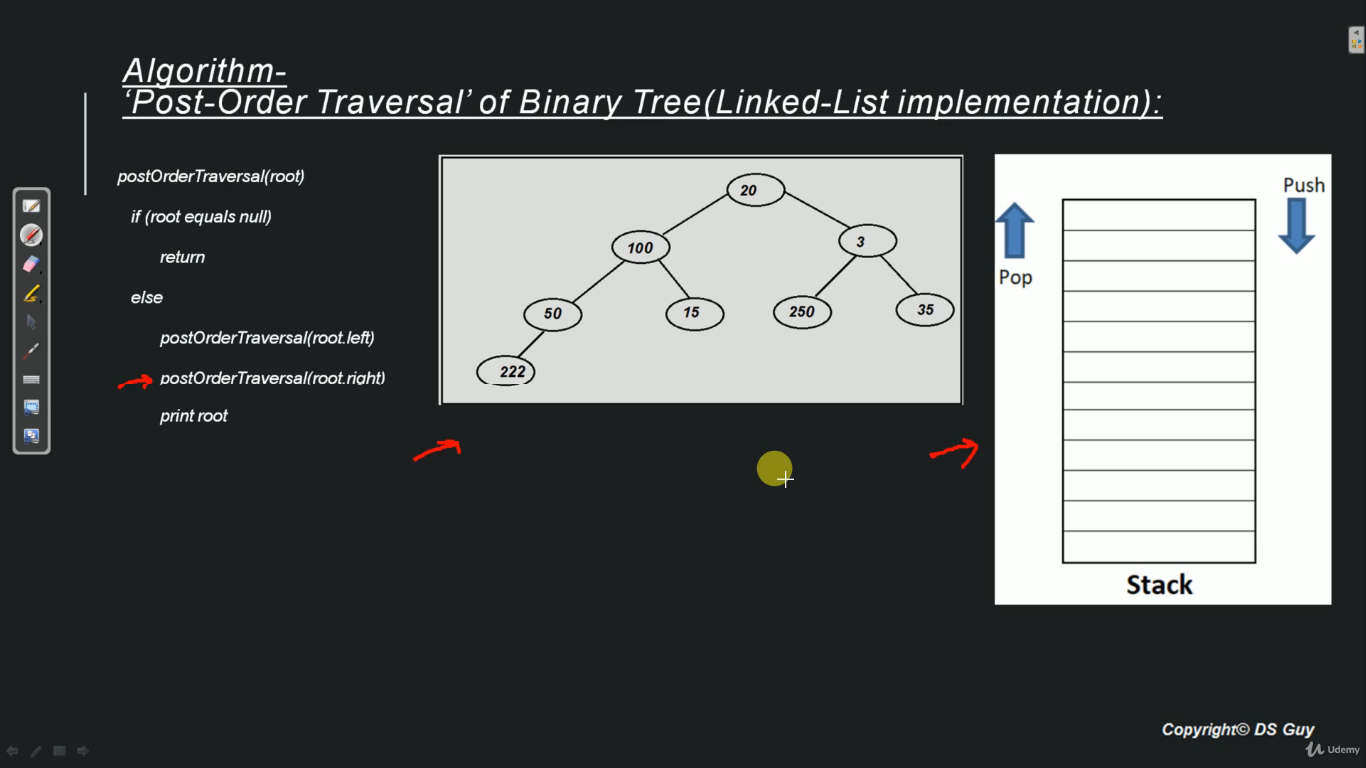 Algorithm-
‘Post-Order Traversal’ of Binary Tree(Linked-List implementation):
postOrderTraversal(root)
if (root equals null)
return
else
postOrderTraversal(root.left)
postOrderTraversal(root.right)
print root
20
100
3
50
15
250
35
222
Push
Pop
Stack
Copyright© DS Guy
Udemy